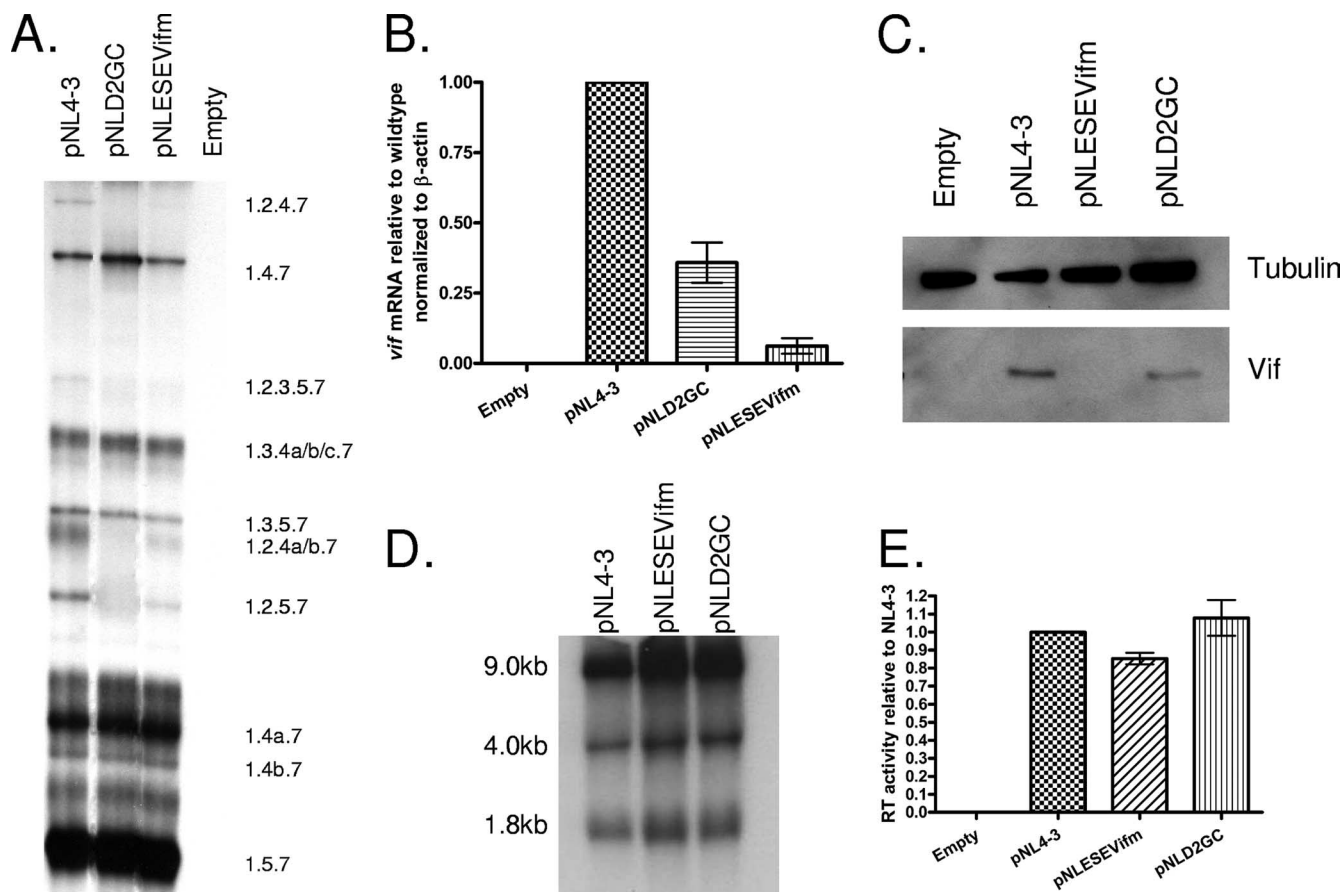 A.
pNL4-3
pNLD2GC
pNLESEVifm
Empty
1.2.4.7
1.4.7
1.2.3.5.7
1.3.4a/b/c.7
1.3.5.7
1.2.4a/b.7
1.2.5.7
1.4a.7
1.4b.7
1.5.7
B.
vif mRNA relative to wildtype
normalized to β-actin
1.00
0.75
0.50
0.25
0.00
Empty
pNL4-3
pNLD2GC
pNLESEVifm
C.
Empty
pNL4-3
pNLESEVifm
pNLD2GC
Tubulin
Vif
D.
pNL4-3
pNLESEVifm
pNLD2GC
9.0kb
4.0kb
1.8kb
E.
RT activity relative to NL4-3
1.2
1.1
1.0
0.9
0.8
0.7
0.6
0.5
0.4
0.3
0.2
0.1
0.0
Empty
pNL4-3
pNLESEVifm
pNLD2GC